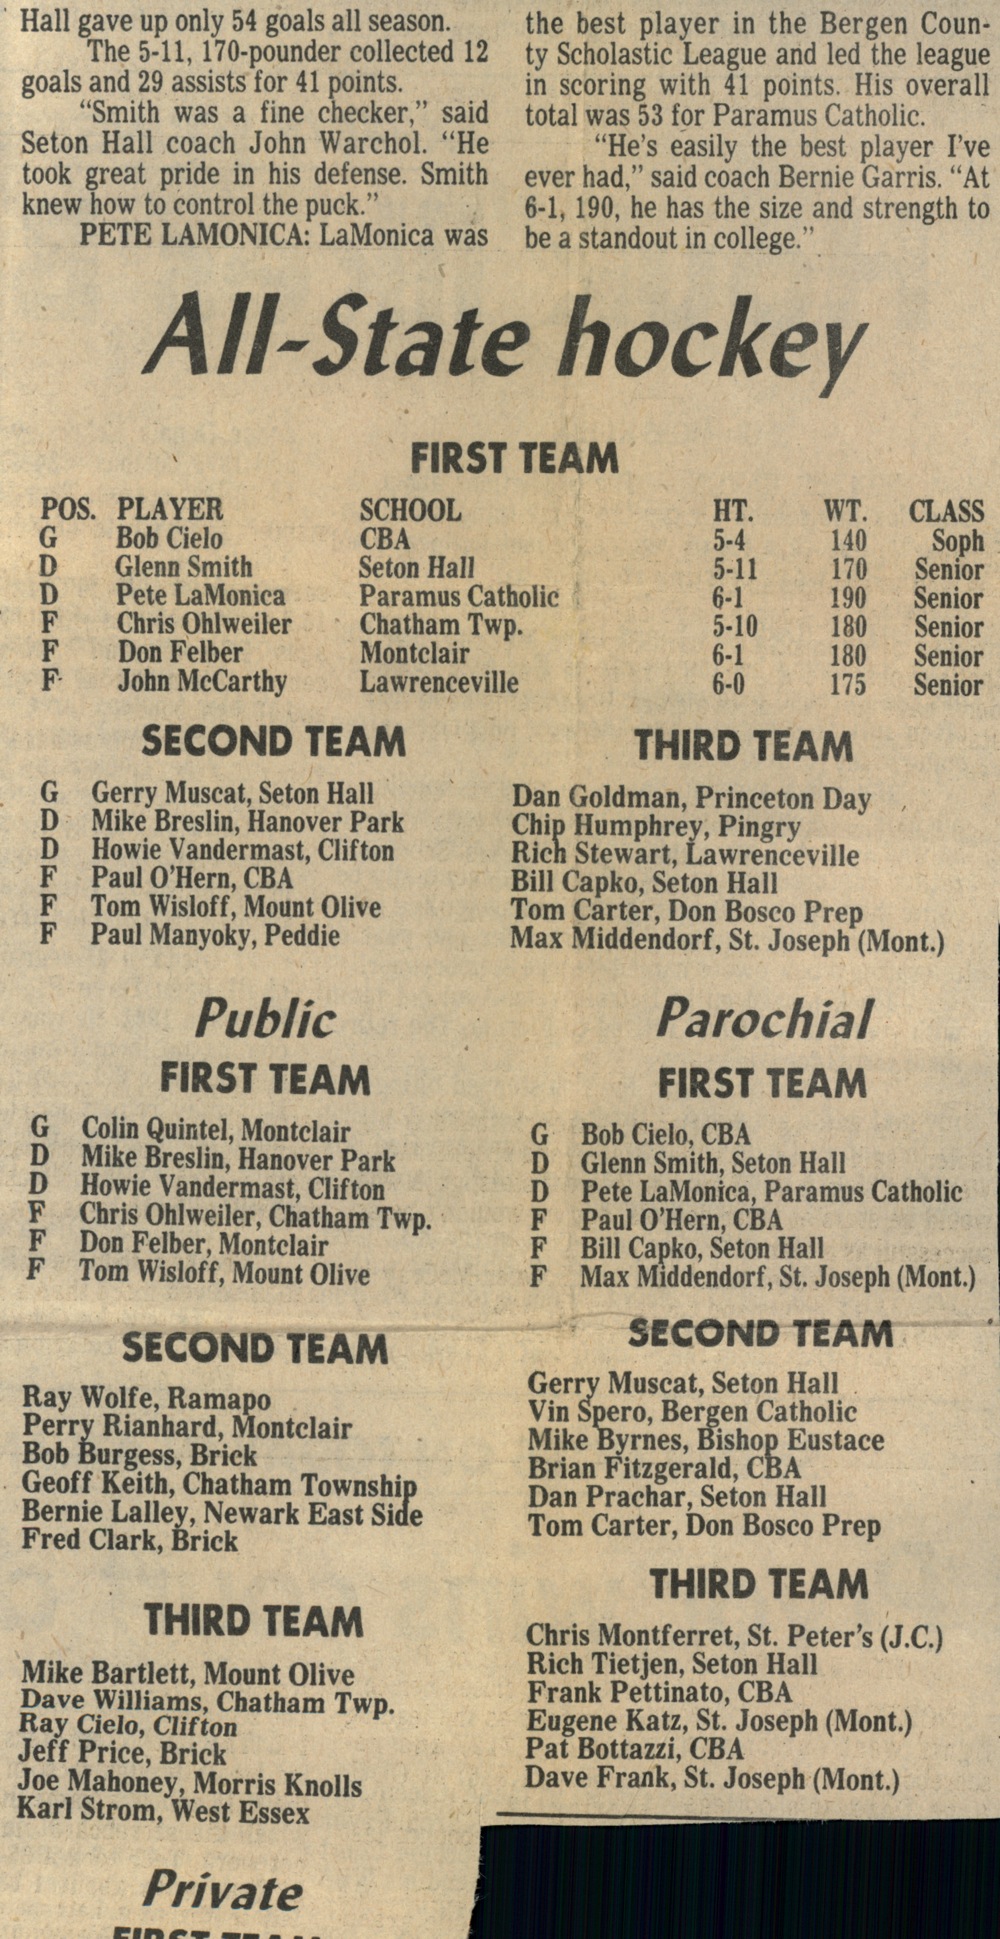 Hall gave up only 54 goals all season.
The 5-11, 170-pounder collected 12
goals and 29 assists for 41 points.
“Smith was a fine checker,” said
Seton Hall coach John Warchol. “He
took great pride in his defense. Smith
knew how to control the puck.”
PETE LAMONICA: LaMonica was
the best player in the Bergen Coun-
ty Scholastic League and led the league
in scoring with 41 points. His overall
total was 53 for Paramus Catholic.
“He's easily the best player I've
ever had,” said coach Bernie Garris. “At
6-1, 190, he has the size and strength to
be a standout in college.”
All-State hockey
FIRST TEAM
POS. PLAYER SCHOOL HT. WT. CLASS
G Bob Cielo CBA 5-4 140 Soph
D Glenn Smith Seton Hall 5-11 170 Senior
D Pete LaMonica Paramus Catholic 6-1 190 Senior
F Chris Ohlweiler Chatham Twp. 5-10 180 Senior
F Don Felber Montclair 6-1 180 Senior
F John McCarthy Lawrenceville 6-0 175 Senior
SECOND TEAM
G Gerry Muscat, Seton Hall
D Mike Breslin, Hanover Park
D Howie Vandermast, Clifton
F Paul O'Hern, CBA
F Tom Wisloff, Mount Olive
F Paul Manyoky, Peddie
THIRD TEAM
Dan Goldman, Princeton Day
Chip Humphrey, Pingry
Rich Stewart, Lawrenceville
Bill Capko, Seton Hall
Tom Carter, Don Bosco Prep
Max Middendorf, St. Joseph (Mont.)
Public
FIRST TEAM
G Colin Quintel, Montclair
D Mike Breslin, Hanover Park
D Howie Vandermast, Clifton
F Chris Ohlweiler, Chatham Twp.
F Don Felber, Montclair
F Tom Wisloff, Mount Olive
SECOND TEAM
Ray Wolfe, Ramapo
Perry Rianhard, Montclair
Bob Burgess, Brick
Geoff Keith, Chatham Township
Bernie Lalley, Newark East Side
Fred Clark, Brick
THIRD TEAM
Mike Bartlett, Mount Olive
Dave Williams, Chatham Twp.
Ray Cielo, Clifton
Jeff Price, Brick
Joe Mahoney, Morris Knolls
Karl Strom, West Essex
Parochial
FIRST TEAM
G Bob Cielo, CBA
D Glenn Smith, Seton Hall
D Pete LaMonica, Paramus Catholic
F Paul O'Hern, CBA
F Bill Capko, Seton Hall
F Max Middendorf, St. Joseph (Mont.)
SECOND TEAM
Gerry Muscat, Seton Hall
Vin Spero, Bergen Catholic
Mike Byrnes, Bishop Eustace
Brian Fitzgerald, CBA
Dan Prachar, Seton Hall
Tom Carter, Don Bosco Prep
THIRD TEAM
Chris Montferret, St. Peter's (J.C.)
Rich Tietjen, Seton Hall
Frank Pettinato, CBA
Eugene Katz, St. Joseph (Mont.)
Pat Bottazzi, CBA
Dave Frank, St. Joseph (Mont.)
Private
FIRST TEAM